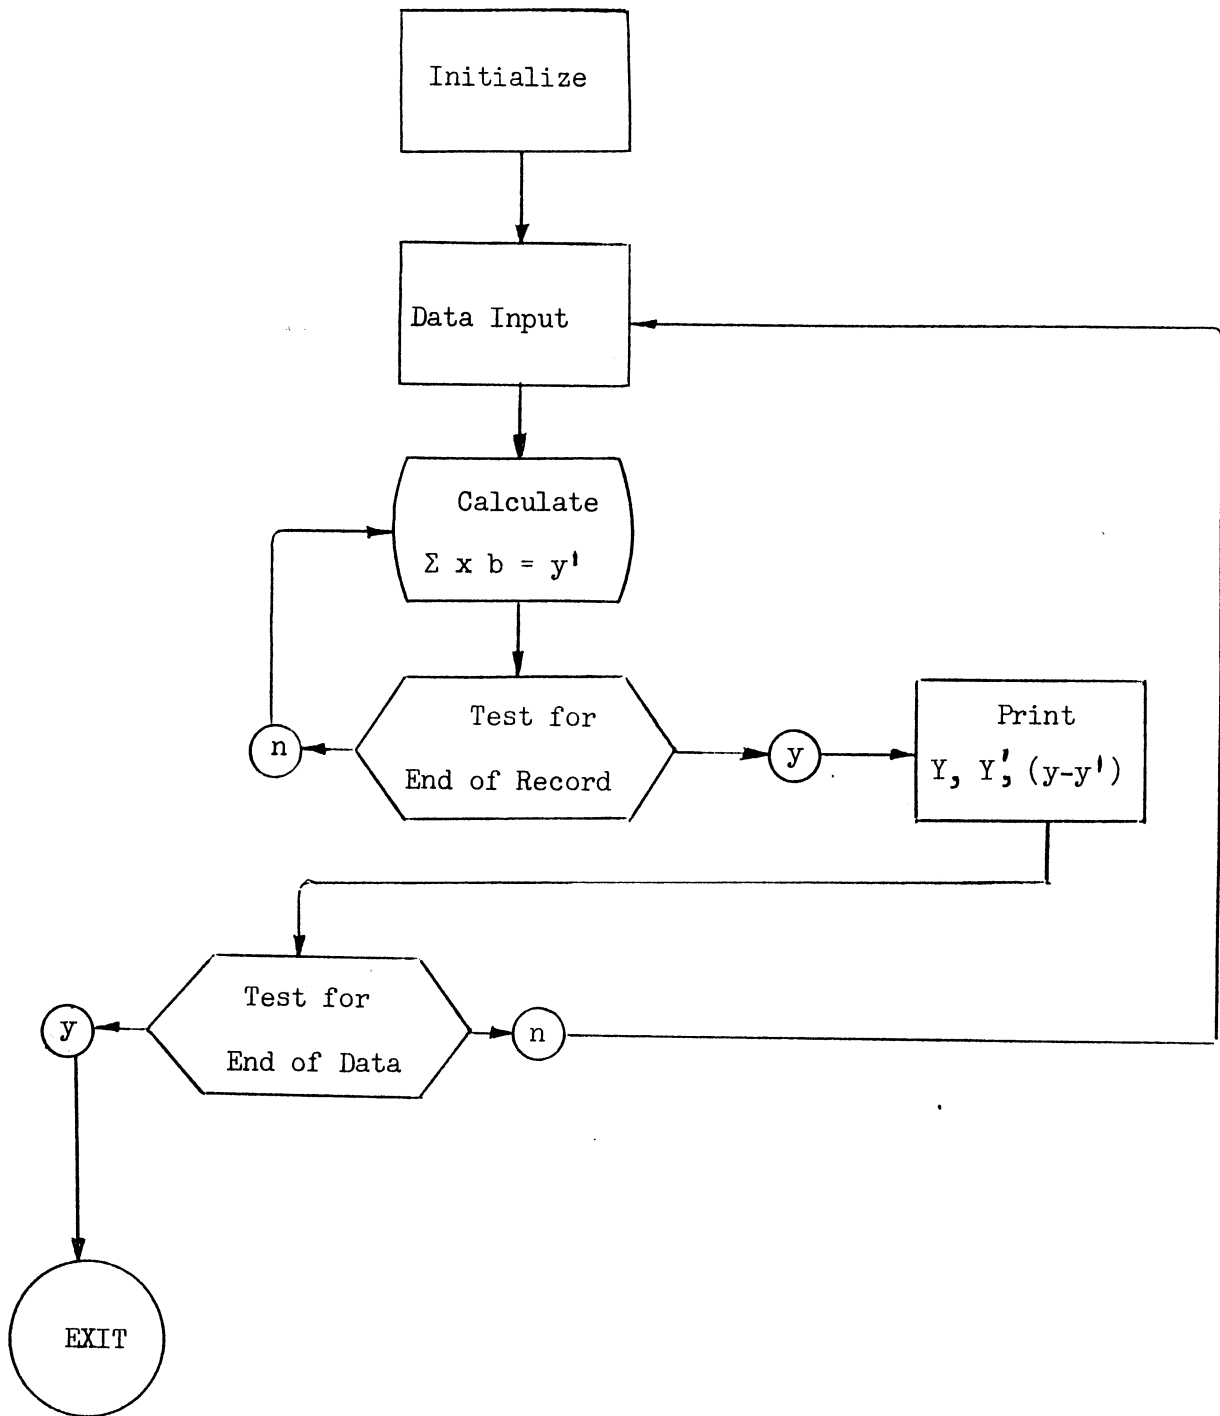 Initialize
Data Input
Calculate
Σ x b = y'
Test for
End of Record
n
y
Print
Y, Y', (y-y')
Test for
End of Data
y
n
EXIT